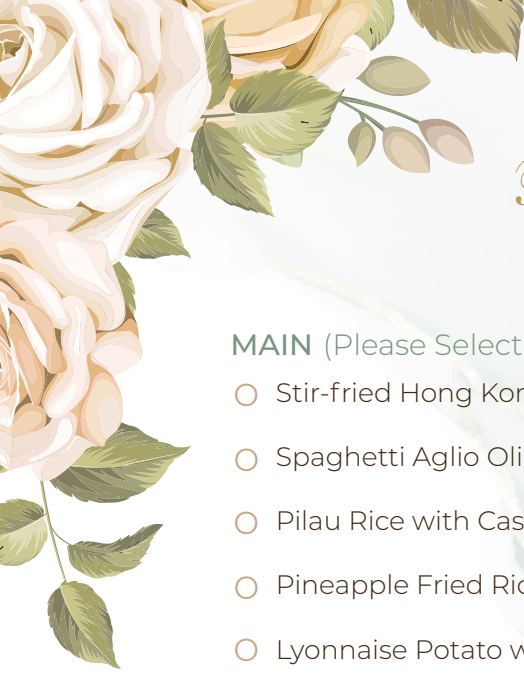 MAIN (Please Select
Stir-fried Hong Kon
Spaghetti Aglio Oli
Pilau Rice with Cas
Pineapple Fried Ric
Lyonnaise Potato w